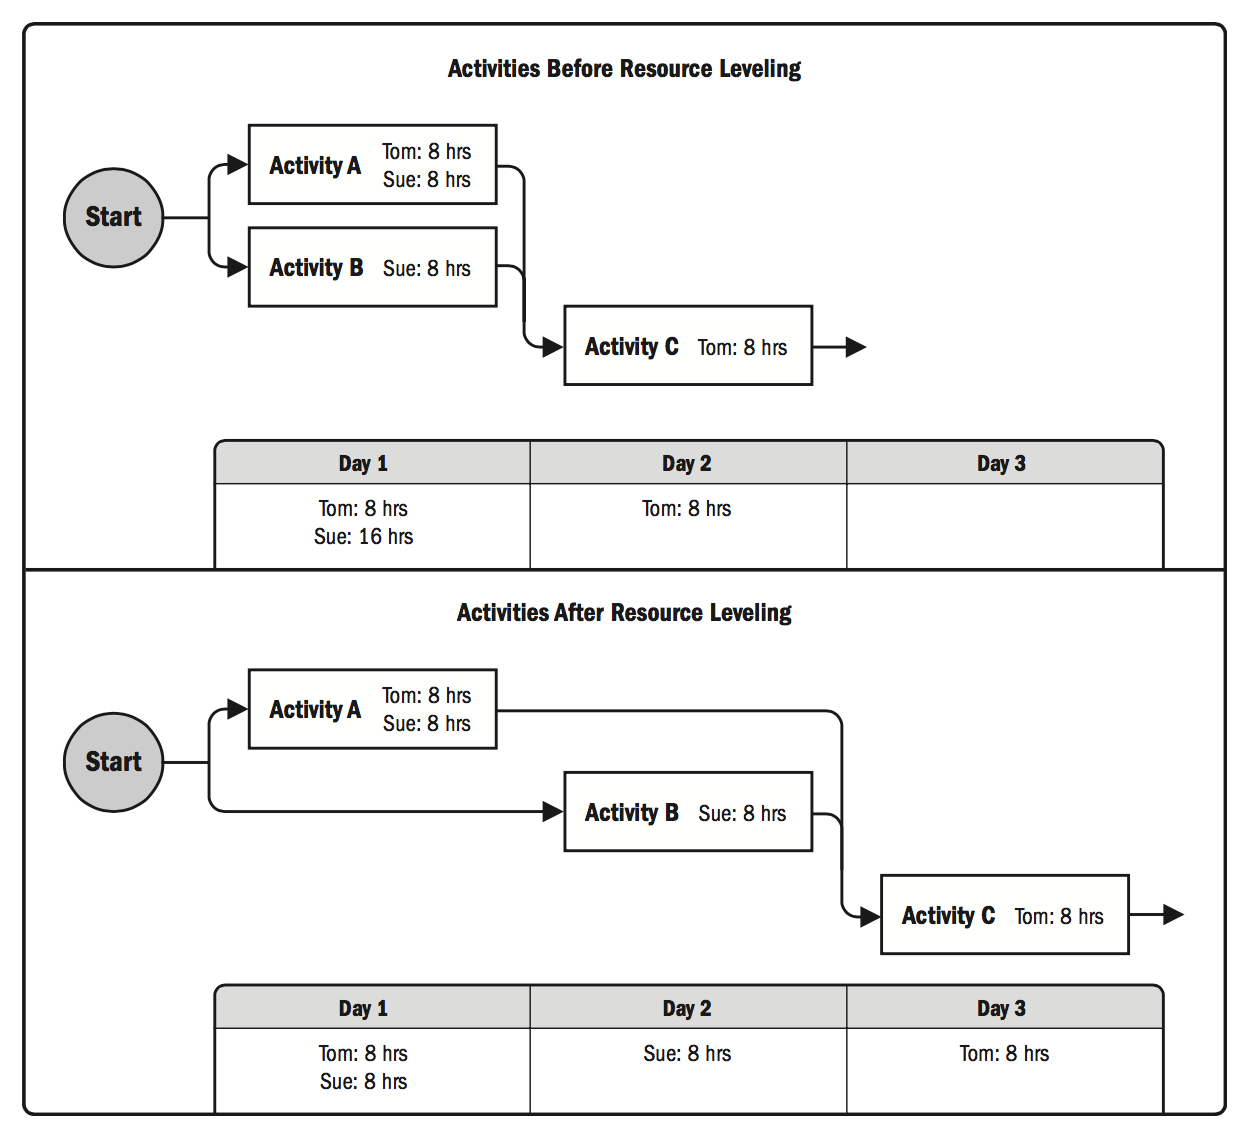 Activities Before Resource Leveling
Start
Activity A
Tom: 8 hrs
Sue: 8 hrs
Activity B
Sue: 8 hrs
Activity C
Tom: 8 hrs
Day 1
Day 2
Day 3
Tom: 8 hrs
Sue: 16 hrs
Tom: 8 hrs
Activities After Resource Leveling
Start
Activity A
Tom: 8 hrs
Sue: 8 hrs
Activity B
Sue: 8 hrs
Activity C
Tom: 8 hrs
Day 1
Day 2
Day 3
Tom: 8 hrs
Sue: 8 hrs
Sue: 8 hrs
Tom: 8 hrs